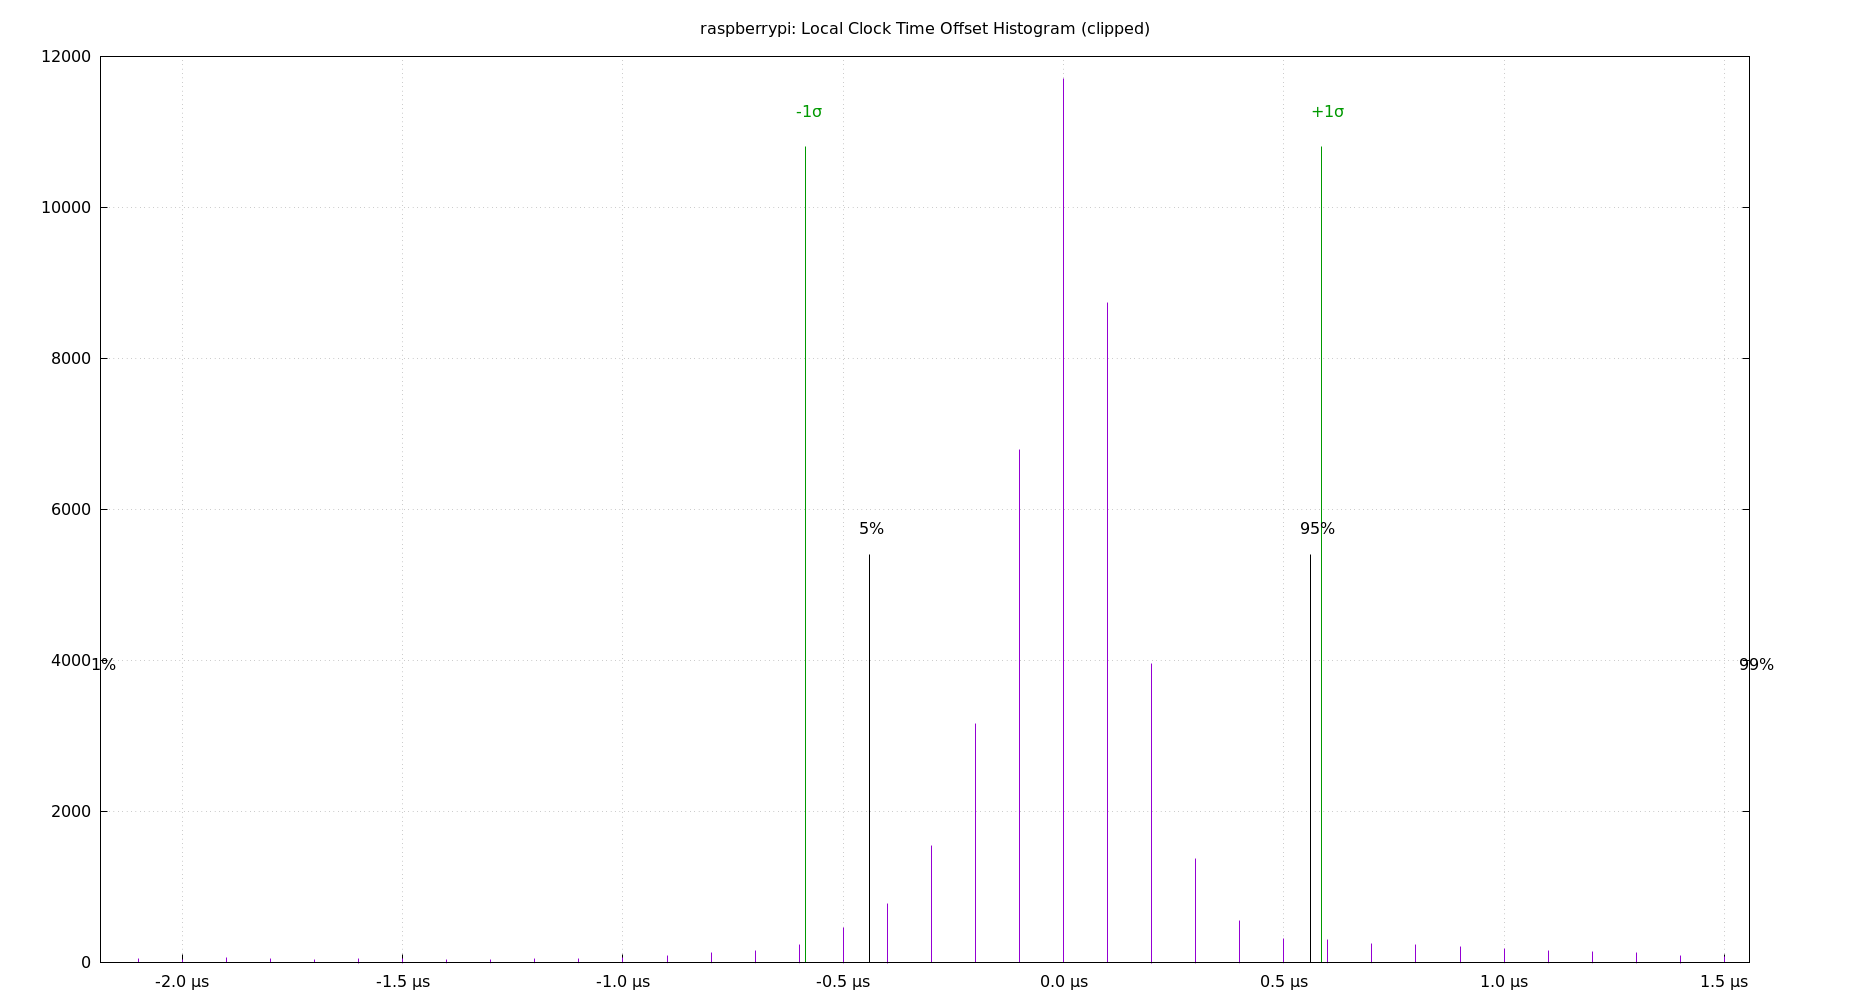 raspberrypi: Local Clock Time Offset Histogram (clipped)
12000
-1σ
+1σ
10000
8000
6000
5%
95%
4000
1%
99%
2000
0
-2.0 µs
-1.5 µs
-1.0 µs
-0.5 µs
0.0 µs
0.5 µs
1.0 µs
1.5 µs